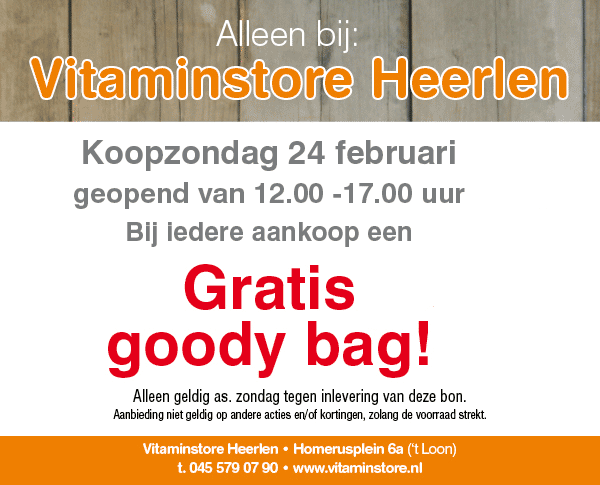 Alleen bij:
Vitaminstore Heerlen
Koopzondag 24 februari
geopend van 12.00 -17.00 uur
Bij iedere aankoop een
Gratis
goody bag!
Alleen geldig as. zondag tegen inlevering van deze bon.
Aanbieding niet geldig op andere acties en/of kortingen, zolang de voorraad strekt.
Vitaminstore Heerlen • Homerusplein 6a ('t Loon)
t. 045 579 07 90 • www.vitaminstore.nl